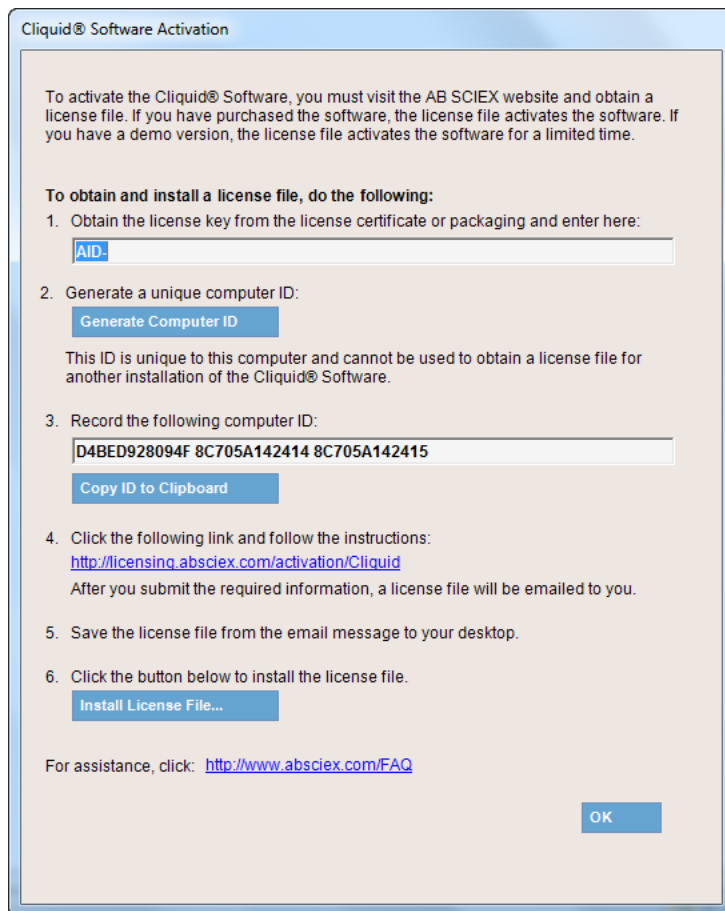 Cliquid® Software Activation
To activate the Cliquid® Software, you must visit the AB SCIEX website and obtain a
license file. If you have purchased the software, the license file activates the software. If
you have a demo version, the license file activates the software for a limited time.
To obtain and install a license file, do the following:
1. Obtain the license key from the license certificate or packaging and enter here:
AID-
2. Generate a unique computer ID:
Generate Computer ID
This ID is unique to this computer and cannot be used to obtain a license file for
another installation of the Cliquid® Software.
3. Record the following computer ID:
D4BED928094F 8C705A142414 8C705A142415
Copy ID to Clipboard
4. Click the following link and follow the instructions:
http://licensing.absciex.com/activation/Cliquid
After you submit the required information, a license file will be emailed to you.
5. Save the license file from the email message to your desktop.
6. Click the button below to install the license file.
Install License File...
For assistance, click: http://www.absciex.com/FAQ
OK